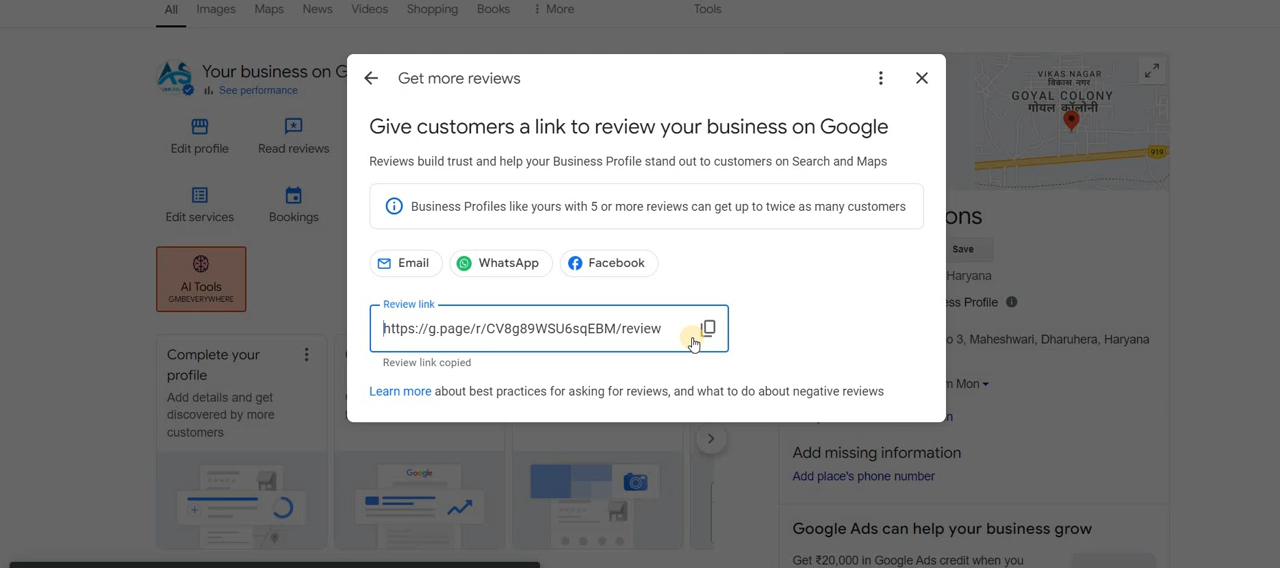 All Images Maps News Videos Shopping Books More Tools
Your business on G
See performance
Edit profile
Read reviews
Edit services
Bookings
AI Tools
GMBEVERYWHERE
Complete your
profile
Add details and get
discovered by more
customers
Google
Get more reviews
Give customers a link to review your business on Google
Reviews build trust and help your Business Profile stand out to customers on Search and Maps
Business Profiles like yours with 5 or more reviews can get up to twice as many customers
Email WhatsApp Facebook
Review link
https://g.page/r/CV8g89WSU6sqEBM/review
Review link copied
Learn more about best practices for asking for reviews, and what to do about negative reviews
VIKAS NAGAR
विकास नगर
GOYAL COLONY
गोयल कॉलोनी
919
ons
Save
Haryana
ess Profile
o 3, Maheshwari, Dharuhera, Haryana
m Mon
Add missing information
Add place's phone number
Google Ads can help your business grow
Get ₹20,000 in Google Ads credit when you